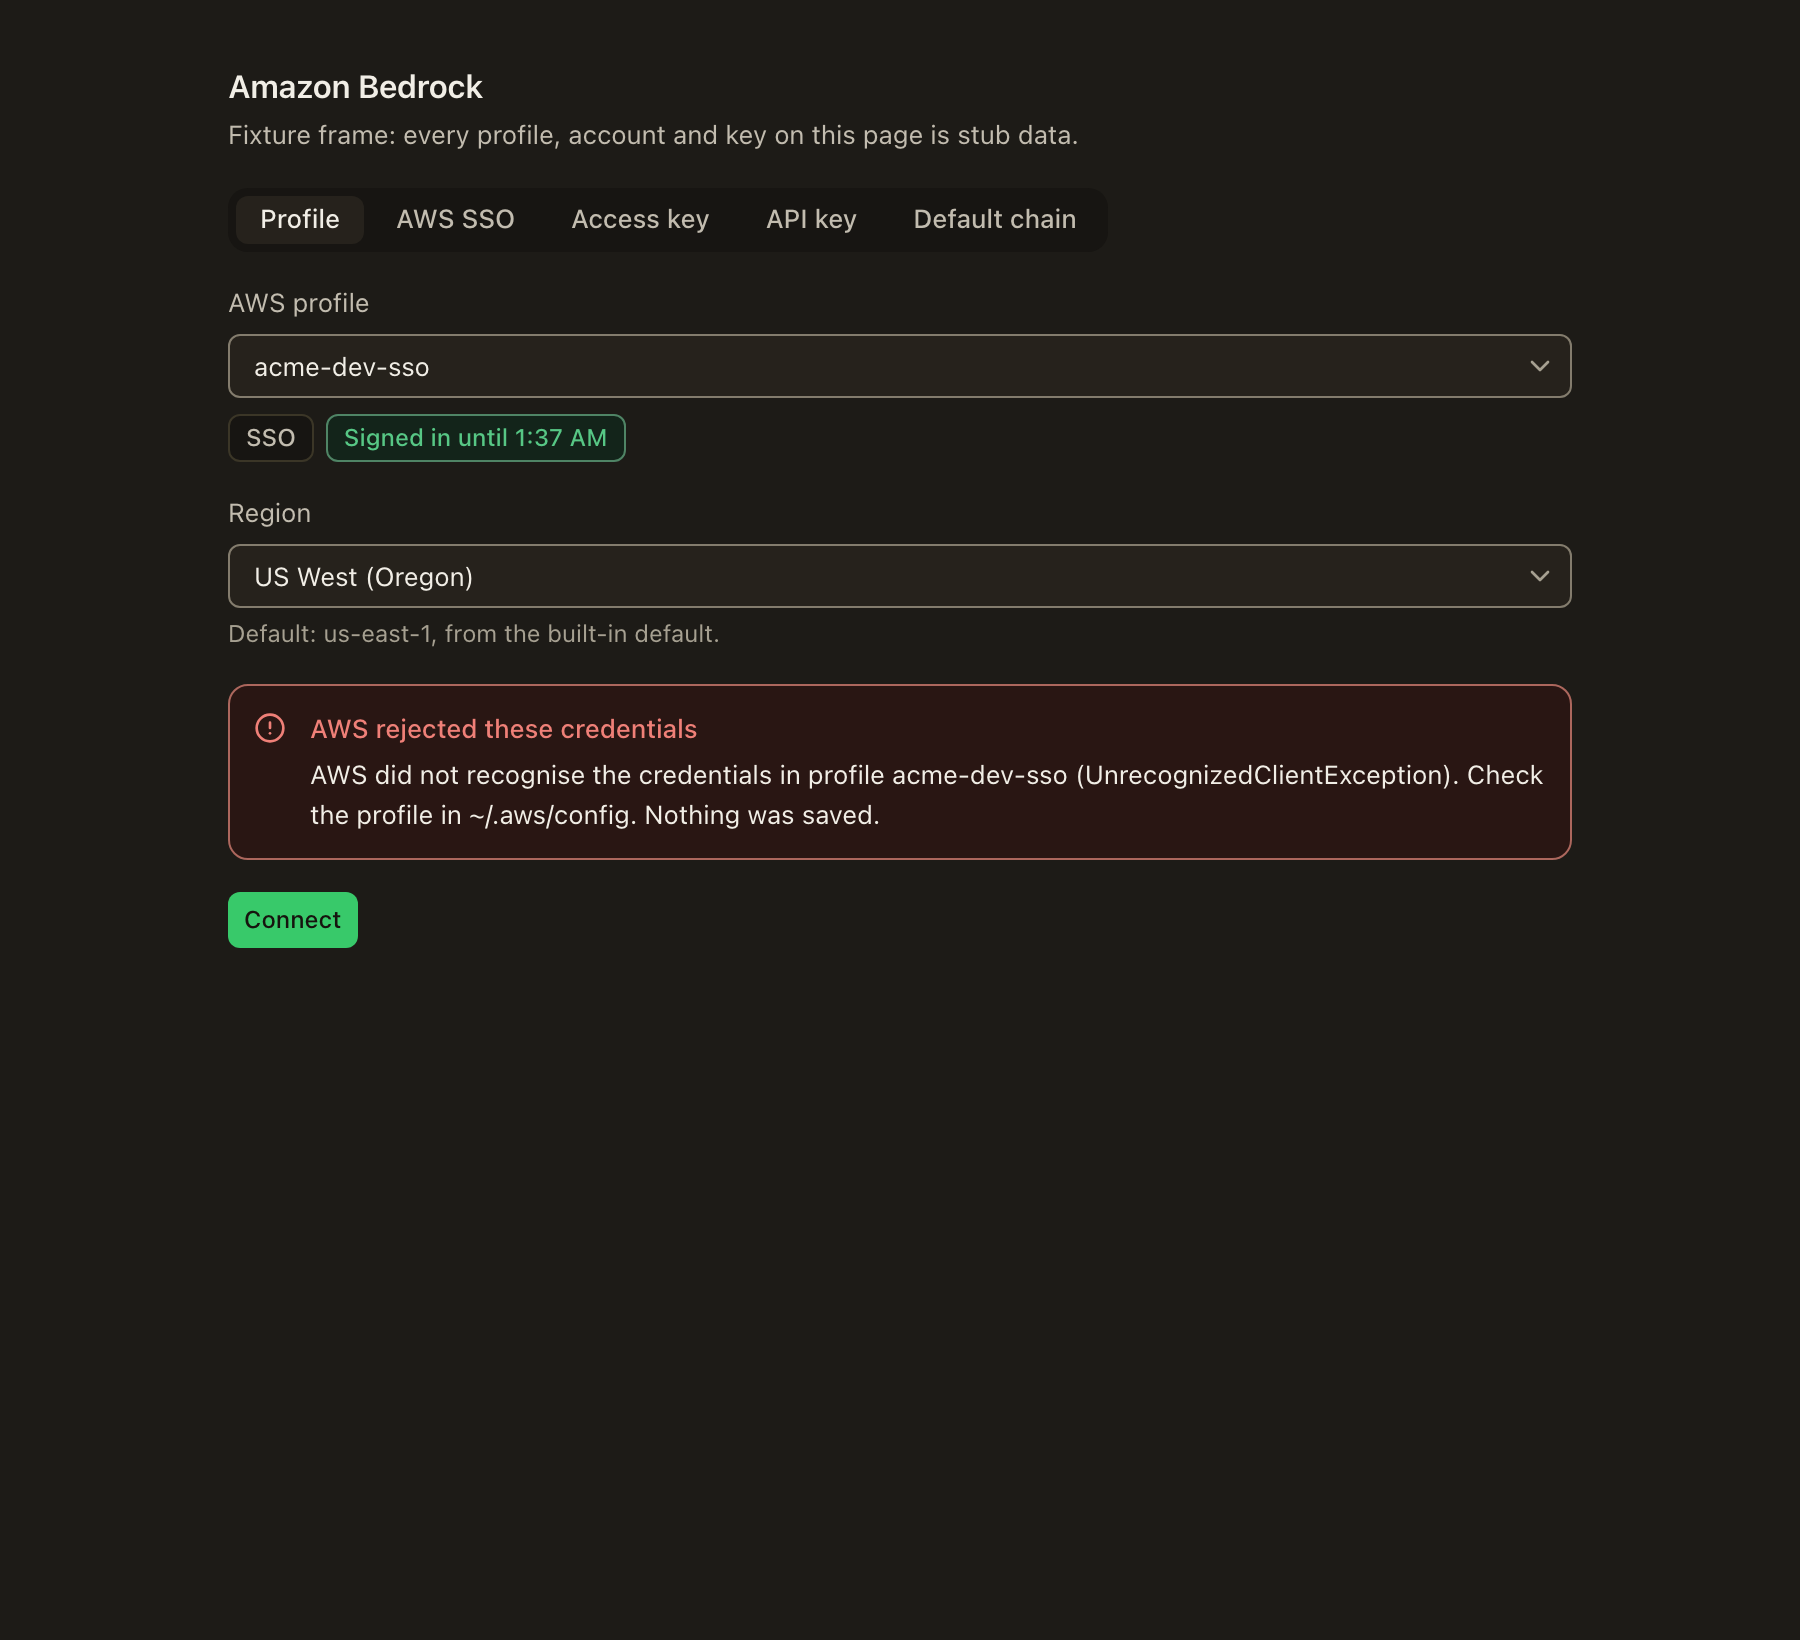 Amazon Bedrock
Fixture frame: every profile, account and key on this page is stub data.
Profile AWS SSO Access key API key Default chain
AWS profile
acme-dev-sso
SSO Signed in until 1:37 AM
Region
US West (Oregon)
Default: us-east-1, from the built-in default.
AWS rejected these credentials
AWS did not recognise the credentials in profile acme-dev-sso (UnrecognizedClientException). Check
the profile in ~/.aws/config. Nothing was saved.
Connect